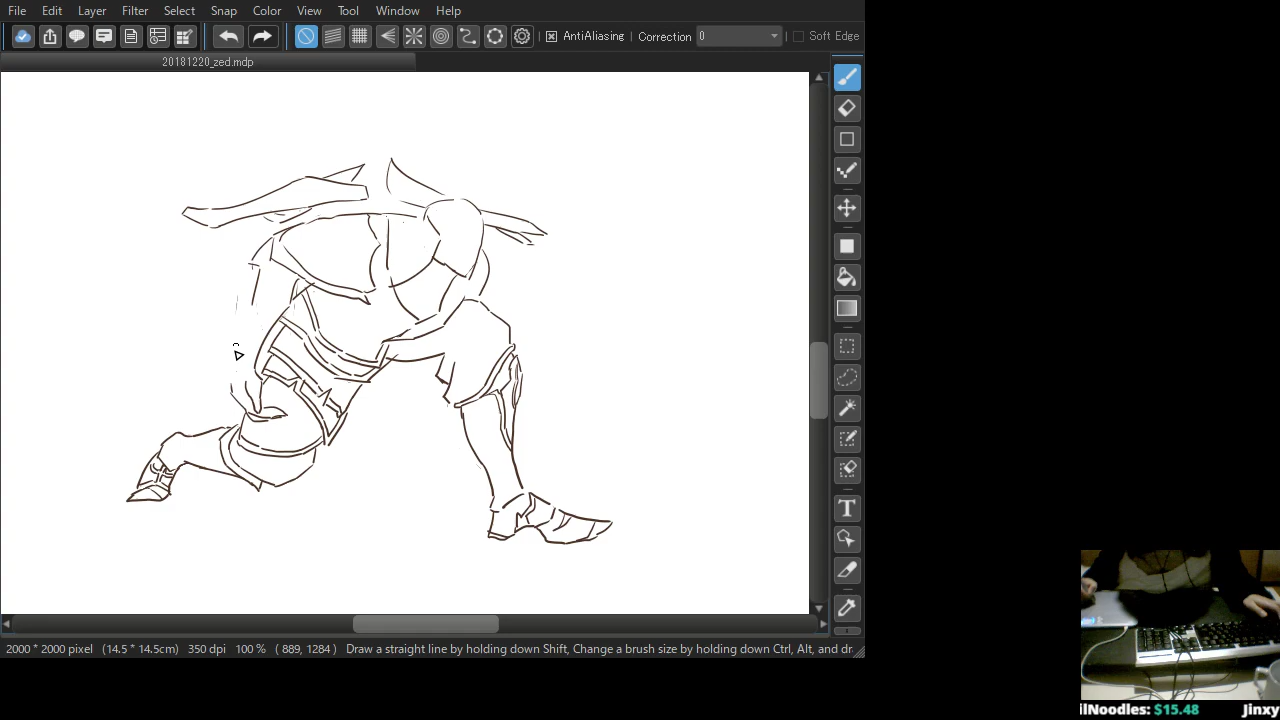 File Edit Layer Filter Select Snap Color View Tool Window Help
AntiAliasing Correction 0 Soft Edge
20181220_zed.mdp
T
2000 * 2000 pixel (14.5 * 14.5cm) 350 dpi 100 % ( 889, 1284 ) Draw a straight line by holding down Shift, Change a brush size by holding down Ctrl, Alt, and dr
ilNoodles: $15.48 Jinxy